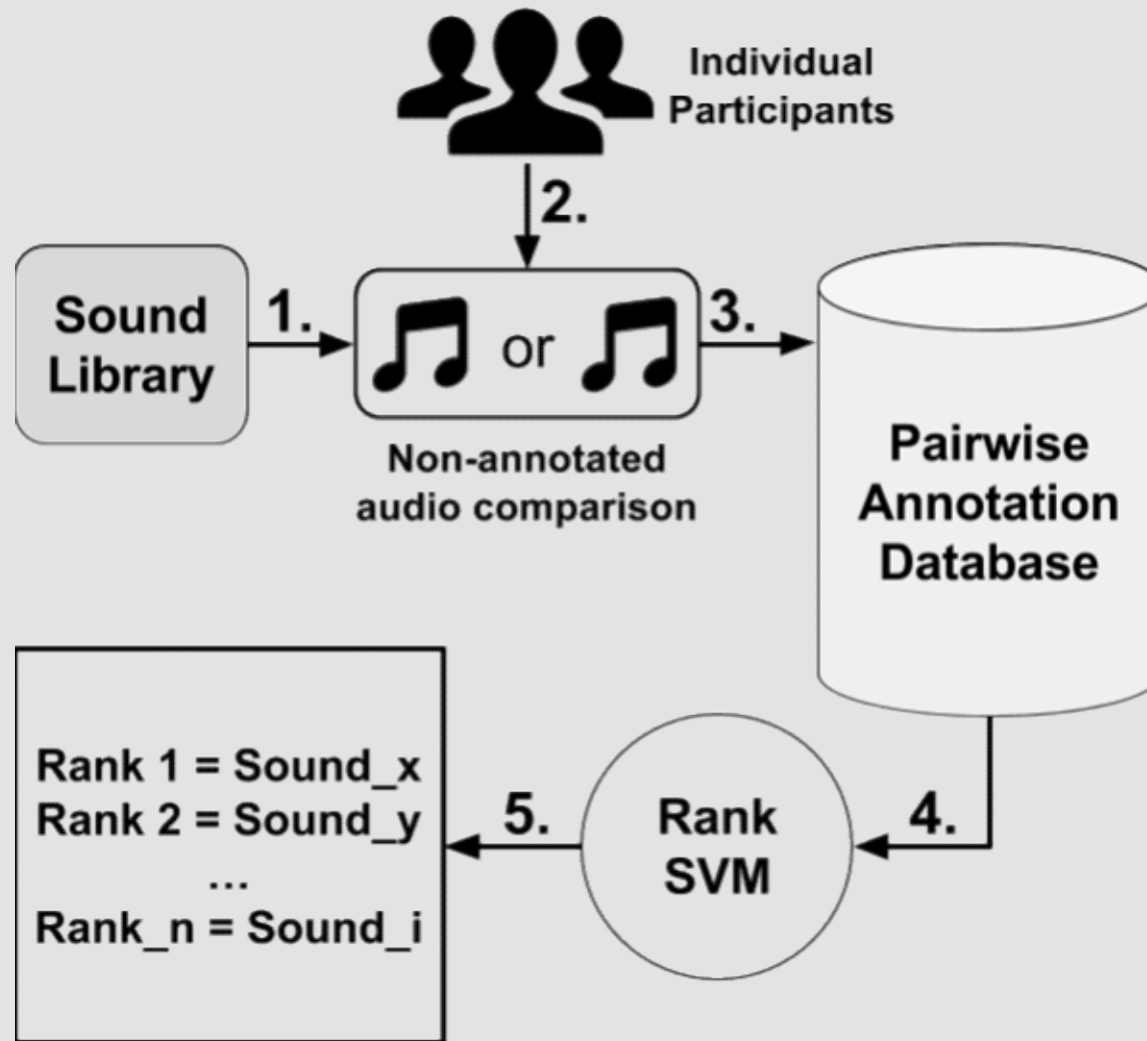 Individual
Participants
2.
Sound
Library
1.
or
3.
Non-annotated
audio comparison
Pairwise
Annotation
Database
4.
Rank
SVM
5.
Rank 1 = Sound_x
Rank 2 = Sound_y
...
Rank_n = Sound_i